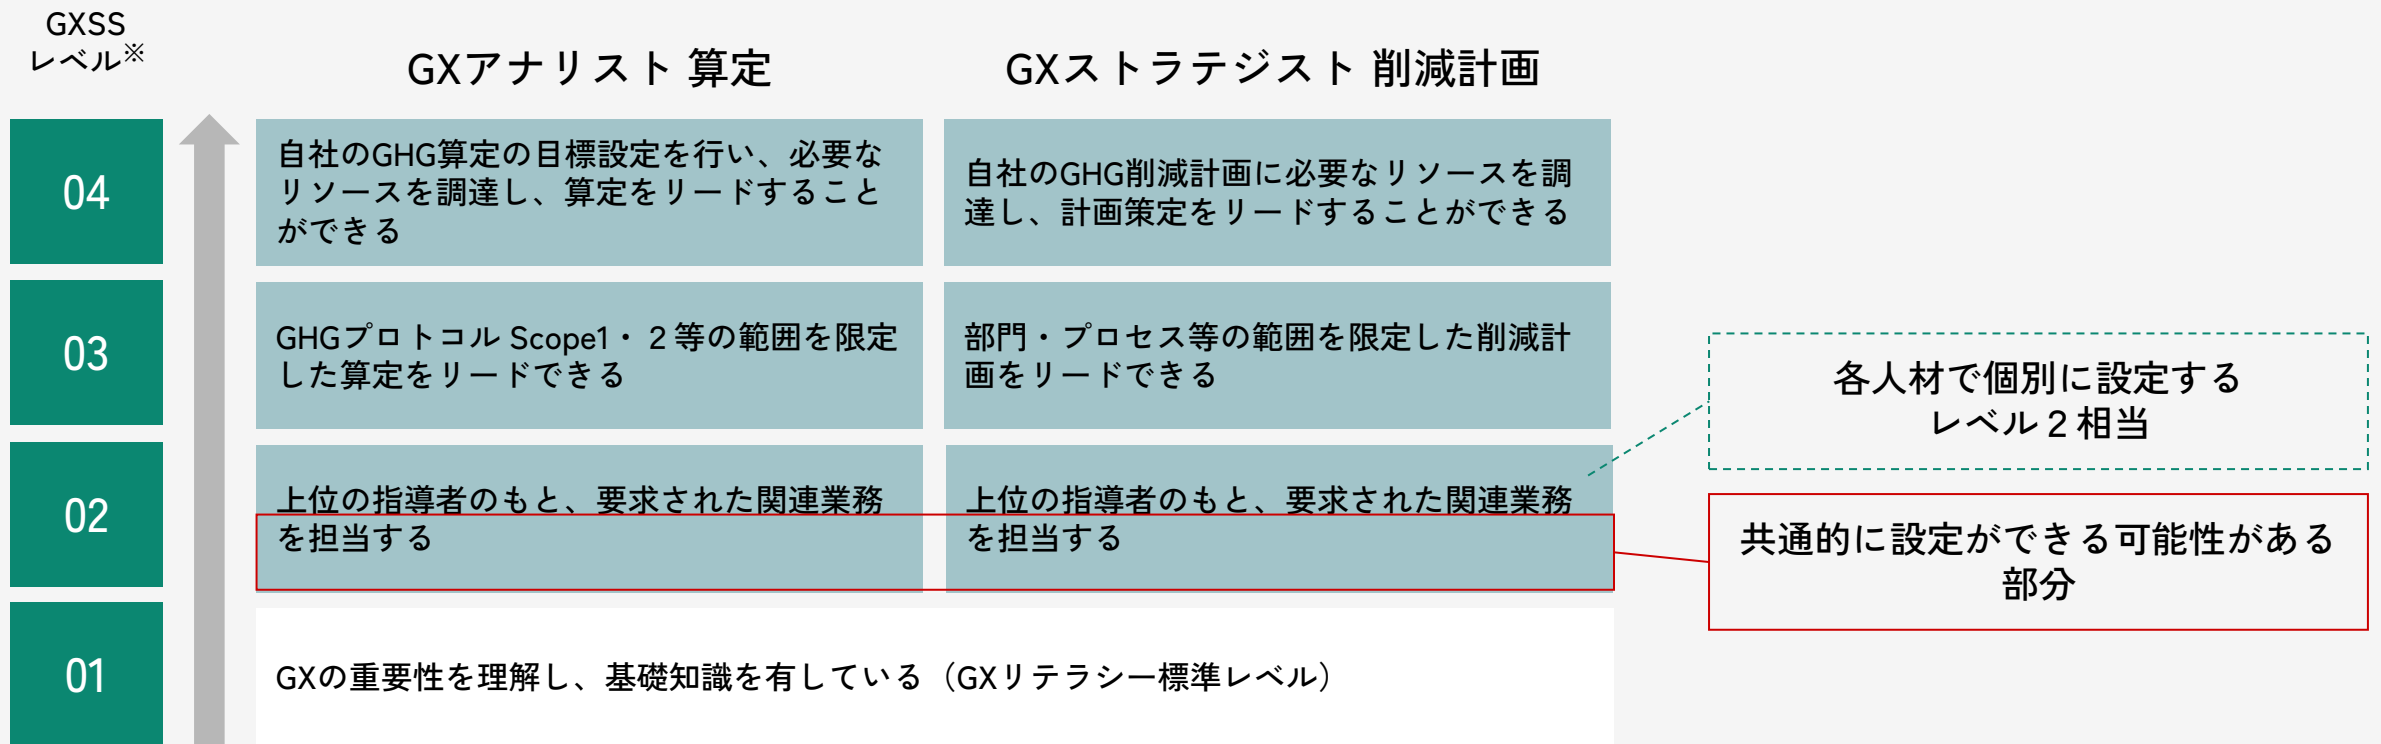 GXSS
レベル※
GXアナリスト 算定
GXストラテジスト 削減計画
04
自社のGHG算定の目標設定を行い、必要な
リソースを調達し、算定をリードすること
ができる
自社のGHG削減計画に必要なリソースを調
達し、計画策定をリードすることができる
03
GHGプロトコル Scope1・２等の範囲を限定
した算定をリードできる
部門・プロセス等の範囲を限定した削減計
画をリードできる
各人材で個別に設定する
レベル２相当
02
上位の指導者のもと、要求された関連業務
を担当する
上位の指導者のもと、要求された関連業務
を担当する
共通的に設定ができる可能性がある
部分
01
GXの重要性を理解し、基礎知識を有している（GXリテラシー標準レベル）